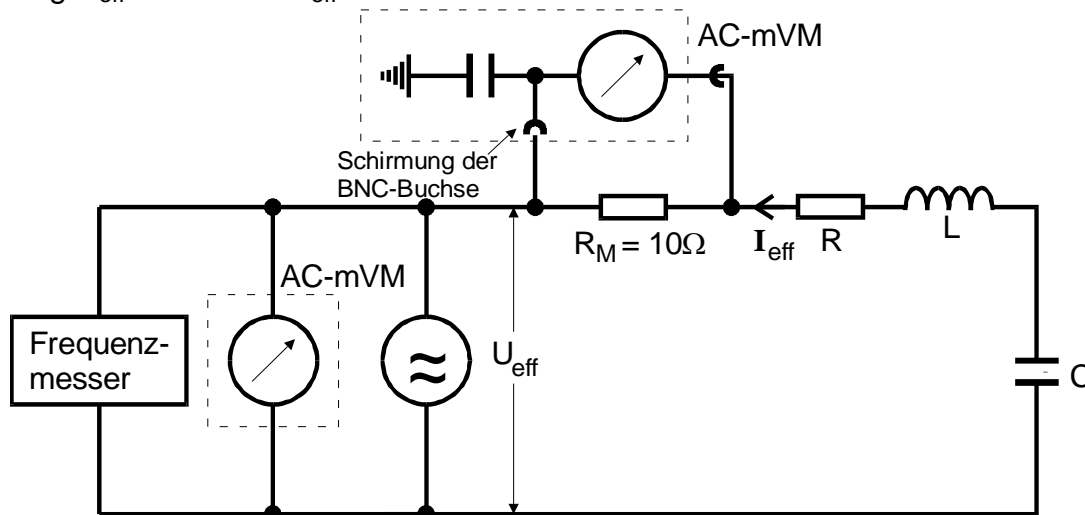 AC-mVM
Schirmung der
BNC-Buchse
R_M = 10Ω
I_eff
R
L
AC-mVM
Frequenz-
messer
≈
U_eff